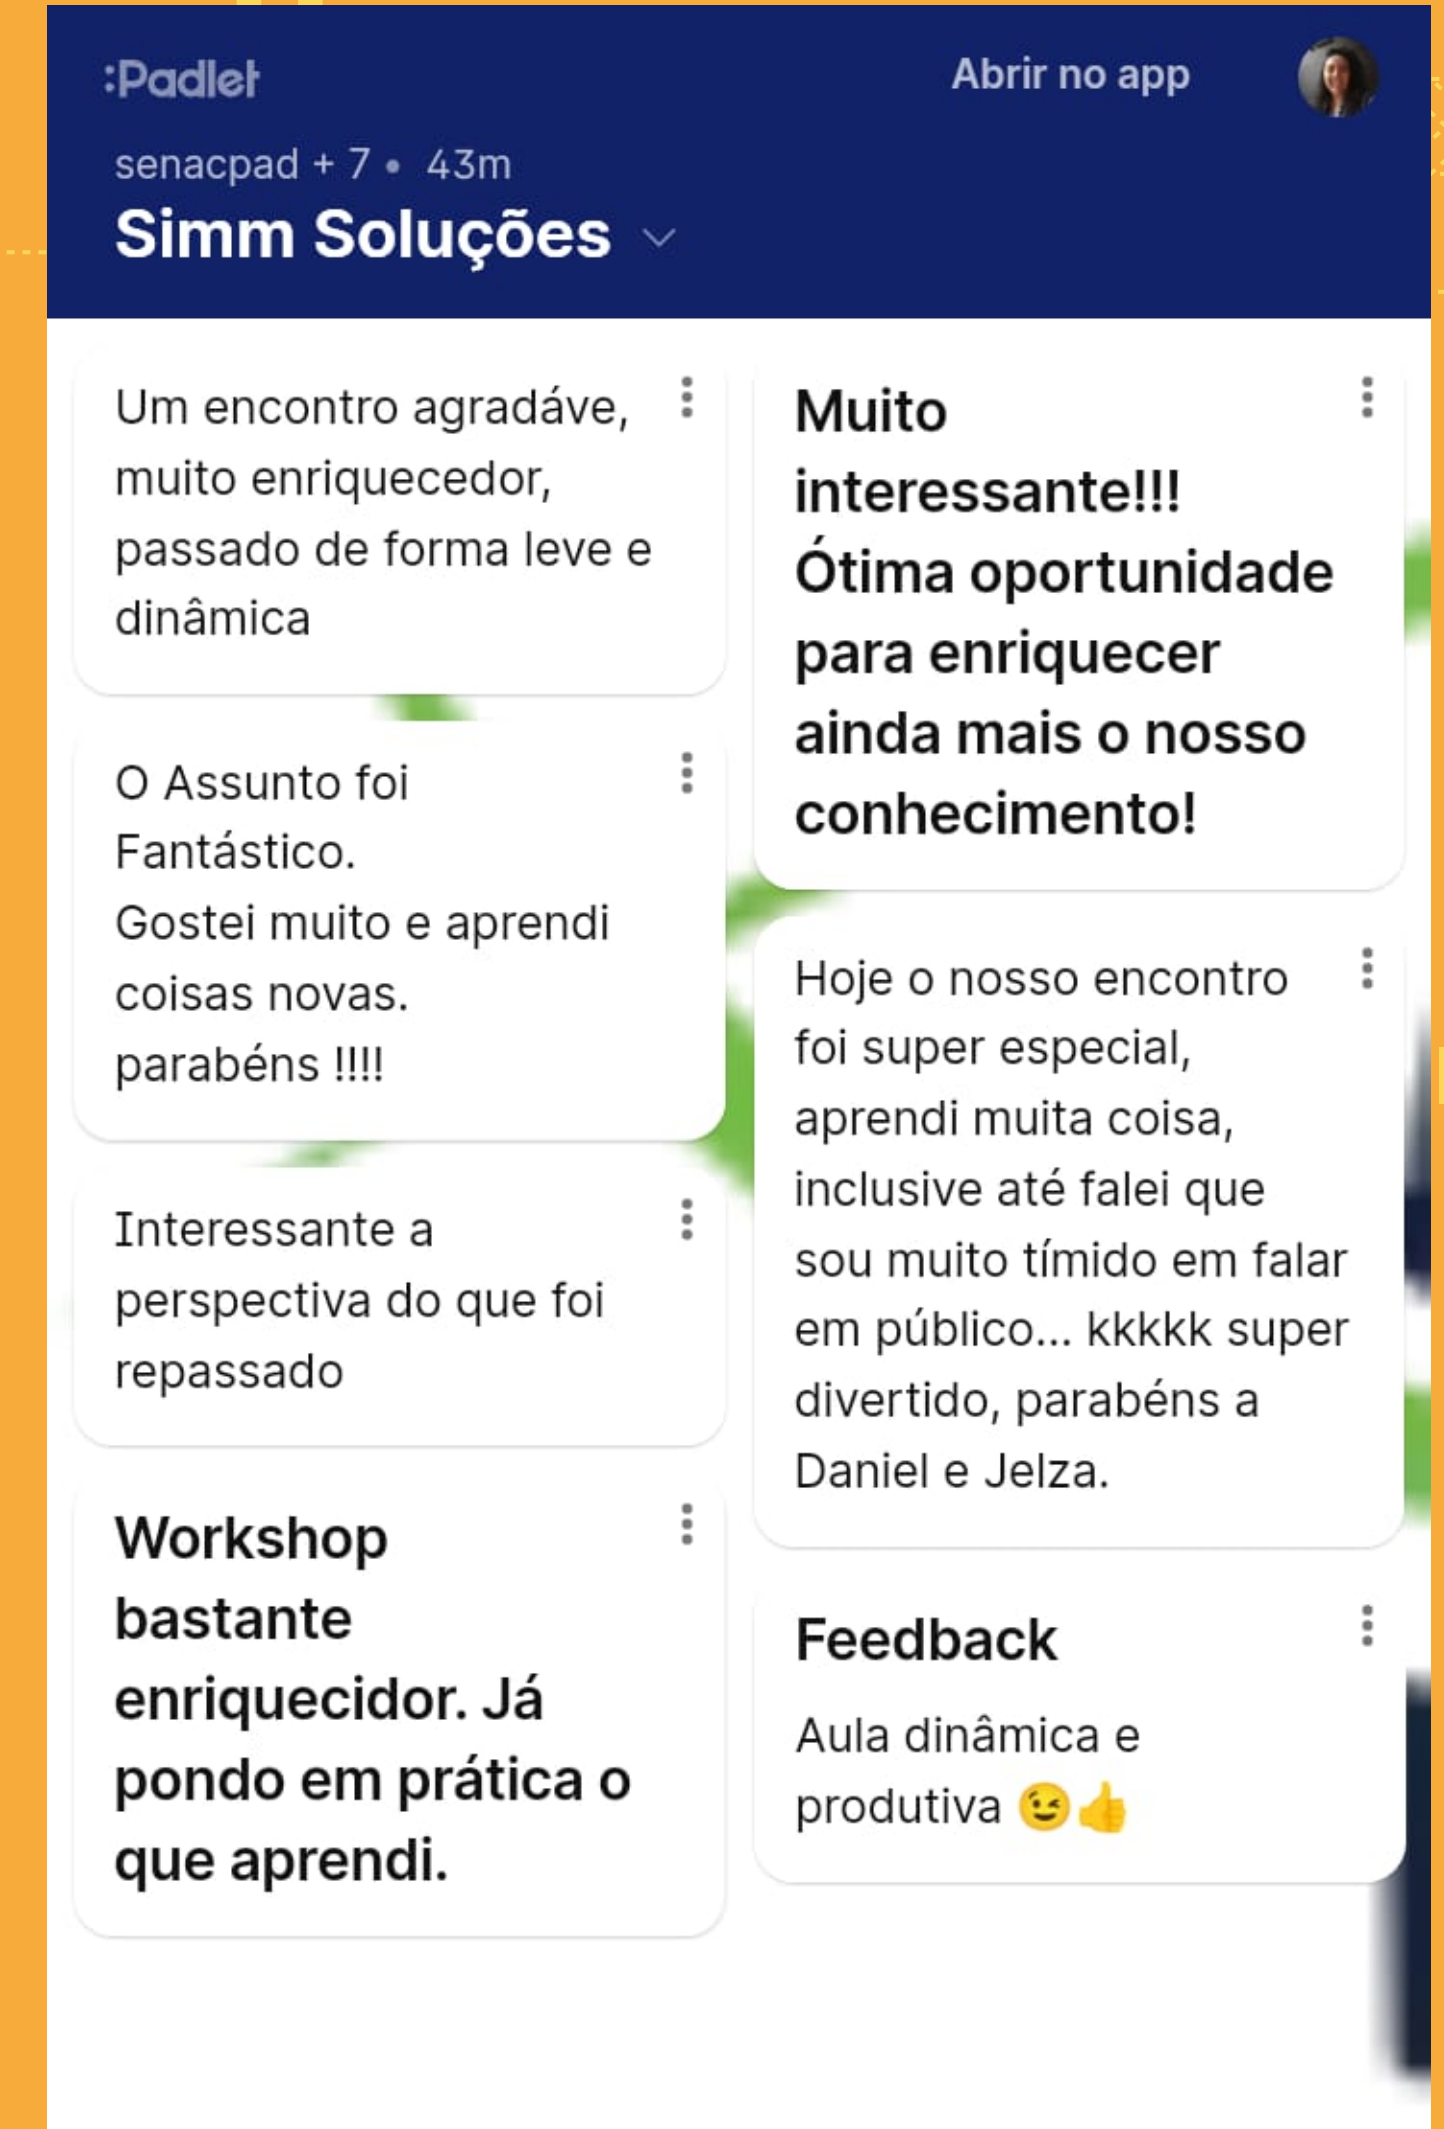 :Padlet
Abrir no app
senacpad + 7 • 43m
Simm Soluções
Um encontro agradáve,
muito enriquecedor,
passado de forma leve e
dinâmica
O Assunto foi
Fantástico.
Gostei muito e aprendi
coisas novas.
parabéns !!!!
Interessante a
perspectiva do que foi
repassado
Workshop
bastante
enriquecidor. Já
pondo em prática o
que aprendi.
Muito
interessante!!!
Ótima oportunidade
para enriquecer
ainda mais o nosso
conhecimento!
Hoje o nosso encontro
foi super especial,
aprendi muita coisa,
inclusive até falei que
sou muito tímido em falar
em público... kkkkk super
divertido, parabéns a
Daniel e Jelza.
Feedback
Aula dinâmica e
produtiva 😉👍